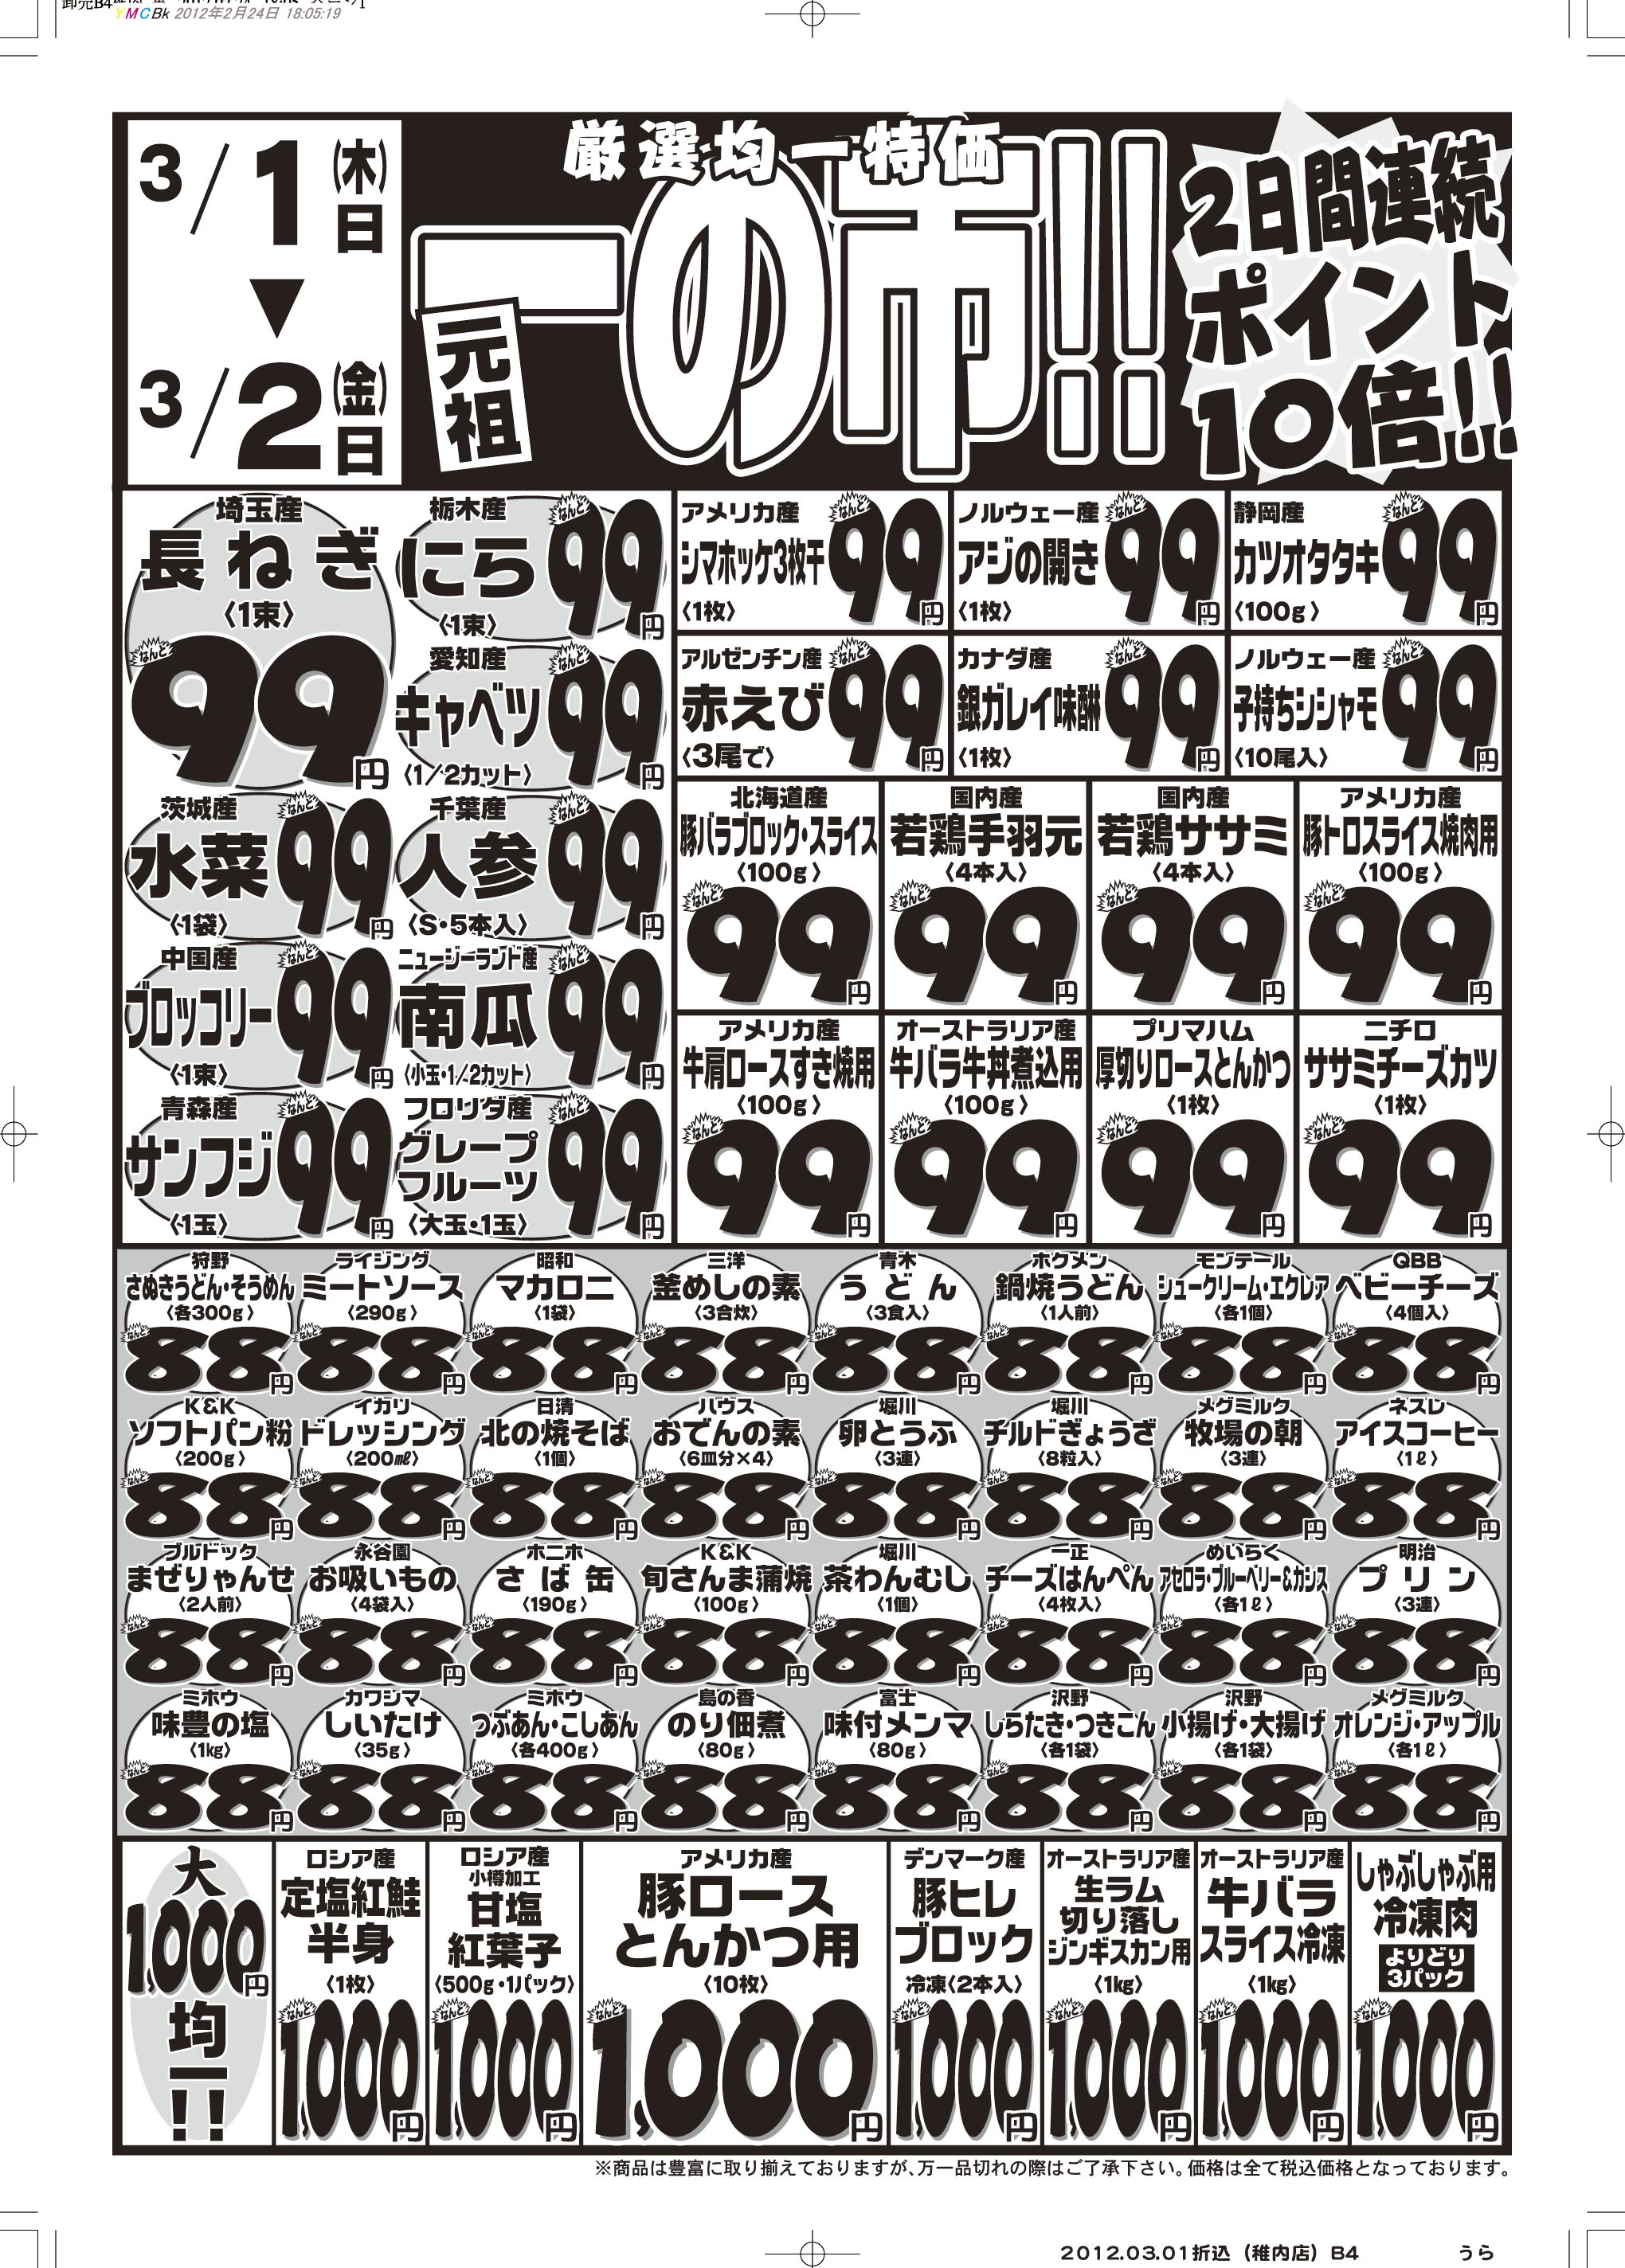 YMCBk 2012年2月24日 18:05:19
3/1(木)日
▼
3/2(金)日
厳選均一特価
元祖
一の市!!
2日間連続
ポイント
10倍!!
埼玉産
長ねぎ
〈1束〉
なんと
99円
栃木産
にら
〈1束〉
なんと
99円
愛知産
キャベツ
〈1/2カット〉
なんと
99円
茨城産
水菜
〈1袋〉
なんと
99円
千葉産
人参
〈S・5本入〉
なんと
99円
中国産
ブロッコリー
〈1束〉
なんと
99円
ニュージーランド産
南瓜
〈小玉・1/2カット〉
なんと
99円
青森産
サンフジ
〈1玉〉
なんと
99円
フロリダ産
グレープ
フルーツ
〈大玉・1玉〉
なんと
99円
アメリカ産
シマホッケ3枚干
〈1枚〉
なんと
99円
ノルウェー産
アジの開き
〈1枚〉
なんと
99円
静岡産
カツオタタキ
〈100g〉
なんと
99円
アルゼンチン産
赤えび
〈3尾で〉
なんと
99円
カナダ産
銀ガレイ味醂
〈1枚〉
なんと
99円
ノルウェー産
子持ちシシャモ
〈10尾入〉
なんと
99円
北海道産
豚バラブロック・スライス
〈100g〉
なんと
99円
国内産
若鶏手羽元
〈4本入〉
なんと
99円
国内産
若鶏ササミ
〈4本入〉
なんと
99円
アメリカ産
豚トロスライス焼肉用
〈100g〉
なんと
99円
アメリカ産
牛肩ロースすき焼用
〈100g〉
なんと
99円
オーストラリア産
牛バラ牛丼煮込用
〈100g〉
なんと
99円
プリマハム
厚切りロースとんかつ
〈1枚〉
なんと
99円
ニチロ
ササミチーズカツ
〈1枚〉
なんと
99円
狩野
さぬきうどん・そうめん
〈各300g〉
なんと
88円
ライジング
ミートソース
〈290g〉
なんと
88円
昭和
マカロニ
〈1袋〉
なんと
88円
三洋
釜めしの素
〈3合炊〉
なんと
88円
青木
うどん
〈3食入〉
なんと
88円
ホクメン
鍋焼うどん
〈1人前〉
なんと
88円
モンテール
シュークリーム・エクレア
〈各1個〉
なんと
88円
QBB
ベビーチーズ
〈4個入〉
なんと
88円
K&K
ソフトパン粉
〈200g〉
なんと
88円
イカリ
ドレッシング
〈200㎖〉
なんと
88円
日清
北の焼そば
〈1個〉
なんと
88円
ハウス
おでんの素
〈6皿分×4〉
なんと
88円
堀川
卵とうふ
〈3連〉
なんと
88円
堀川
チルドぎょうざ
〈8粒入〉
なんと
88円
メグミルク
牧場の朝
〈3連〉
なんと
88円
ネスレ
アイスコーヒー
〈1ℓ〉
なんと
88円
ブルドック
まぜりゃんせ
〈2人前〉
なんと
88円
永谷園
お吸いもの
〈4袋入〉
なんと
88円
ホニホ
さば缶
〈190g〉
なんと
88円
K&K
旬さんま蒲焼
〈100g〉
なんと
88円
堀川
茶わんむし
〈1個〉
なんと
88円
一正
チーズはんぺん
〈4枚入〉
なんと
88円
めいらく
アセロラ・ブルーベリー&カシス
〈各1ℓ〉
なんと
88円
明治
プリン
〈3連〉
なんと
88円
ミホウ
味豊の塩
〈1㎏〉
なんと
88円
カワシマ
しいたけ
〈35g〉
なんと
88円
ミホウ
つぶあん・こしあん
〈各400g〉
なんと
88円
島の香
のり佃煮
〈80g〉
なんと
88円
富士
味付メンマ
〈80g〉
なんと
88円
沢野
しらたき・つきこん
〈各1袋〉
なんと
88円
沢野
小揚げ・大揚げ
〈各1袋〉
なんと
88円
メグミルク
オレンジ・アップル
〈各1ℓ〉
なんと
88円
大
1,000円
均一!!
ロシア産
定塩紅鮭
半身
〈1枚〉
なんと
1,000円
ロシア産
小樽加工
甘塩
紅葉子
〈500g・1パック〉
なんと
1,000円
アメリカ産
豚ロース
とんかつ用
〈10枚〉
なんと
1,000円
デンマーク産
豚ヒレ
ブロック
冷凍〈2本入〉
なんと
1,000円
オーストラリア産
生ラム
切り落し
ジンギスカン用
〈1㎏〉
なんと
1,000円
オーストラリア産
牛バラ
スライス冷凍
〈1㎏〉
なんと
1,000円
しゃぶしゃぶ用
冷凍肉
よりどり
3パック
なんと
1,000円
※商品は豊富に取り揃えておりますが、万一品切れの際はご了承下さい。価格は全て税込価格となっております。
2012.03.01折込(稚内店)B4 うら